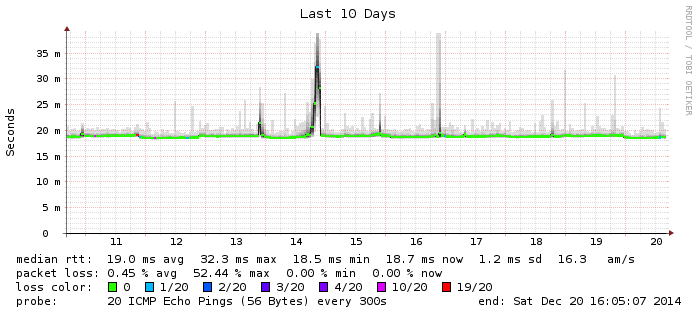 Last 10 Days
RRDTOOL / TOBI OETIKER
Seconds
35 m
30 m
25 m
20 m
15 m
10 m
5 m
0
11 12 13 14 15 16 17 18 19 20
median rtt: 19.0 ms avg 32.3 ms max 18.5 ms min 18.7 ms now 1.2 ms sd 16.3 am/s
packet loss: 0.45 % avg 52.44 % max 0.00 % min 0.00 % now
loss color: 0 1/20 2/20 3/20 4/20 10/20 19/20
probe: 20 ICMP Echo Pings (56 Bytes) every 300s end: Sat Dec 20 16:05:07 2014